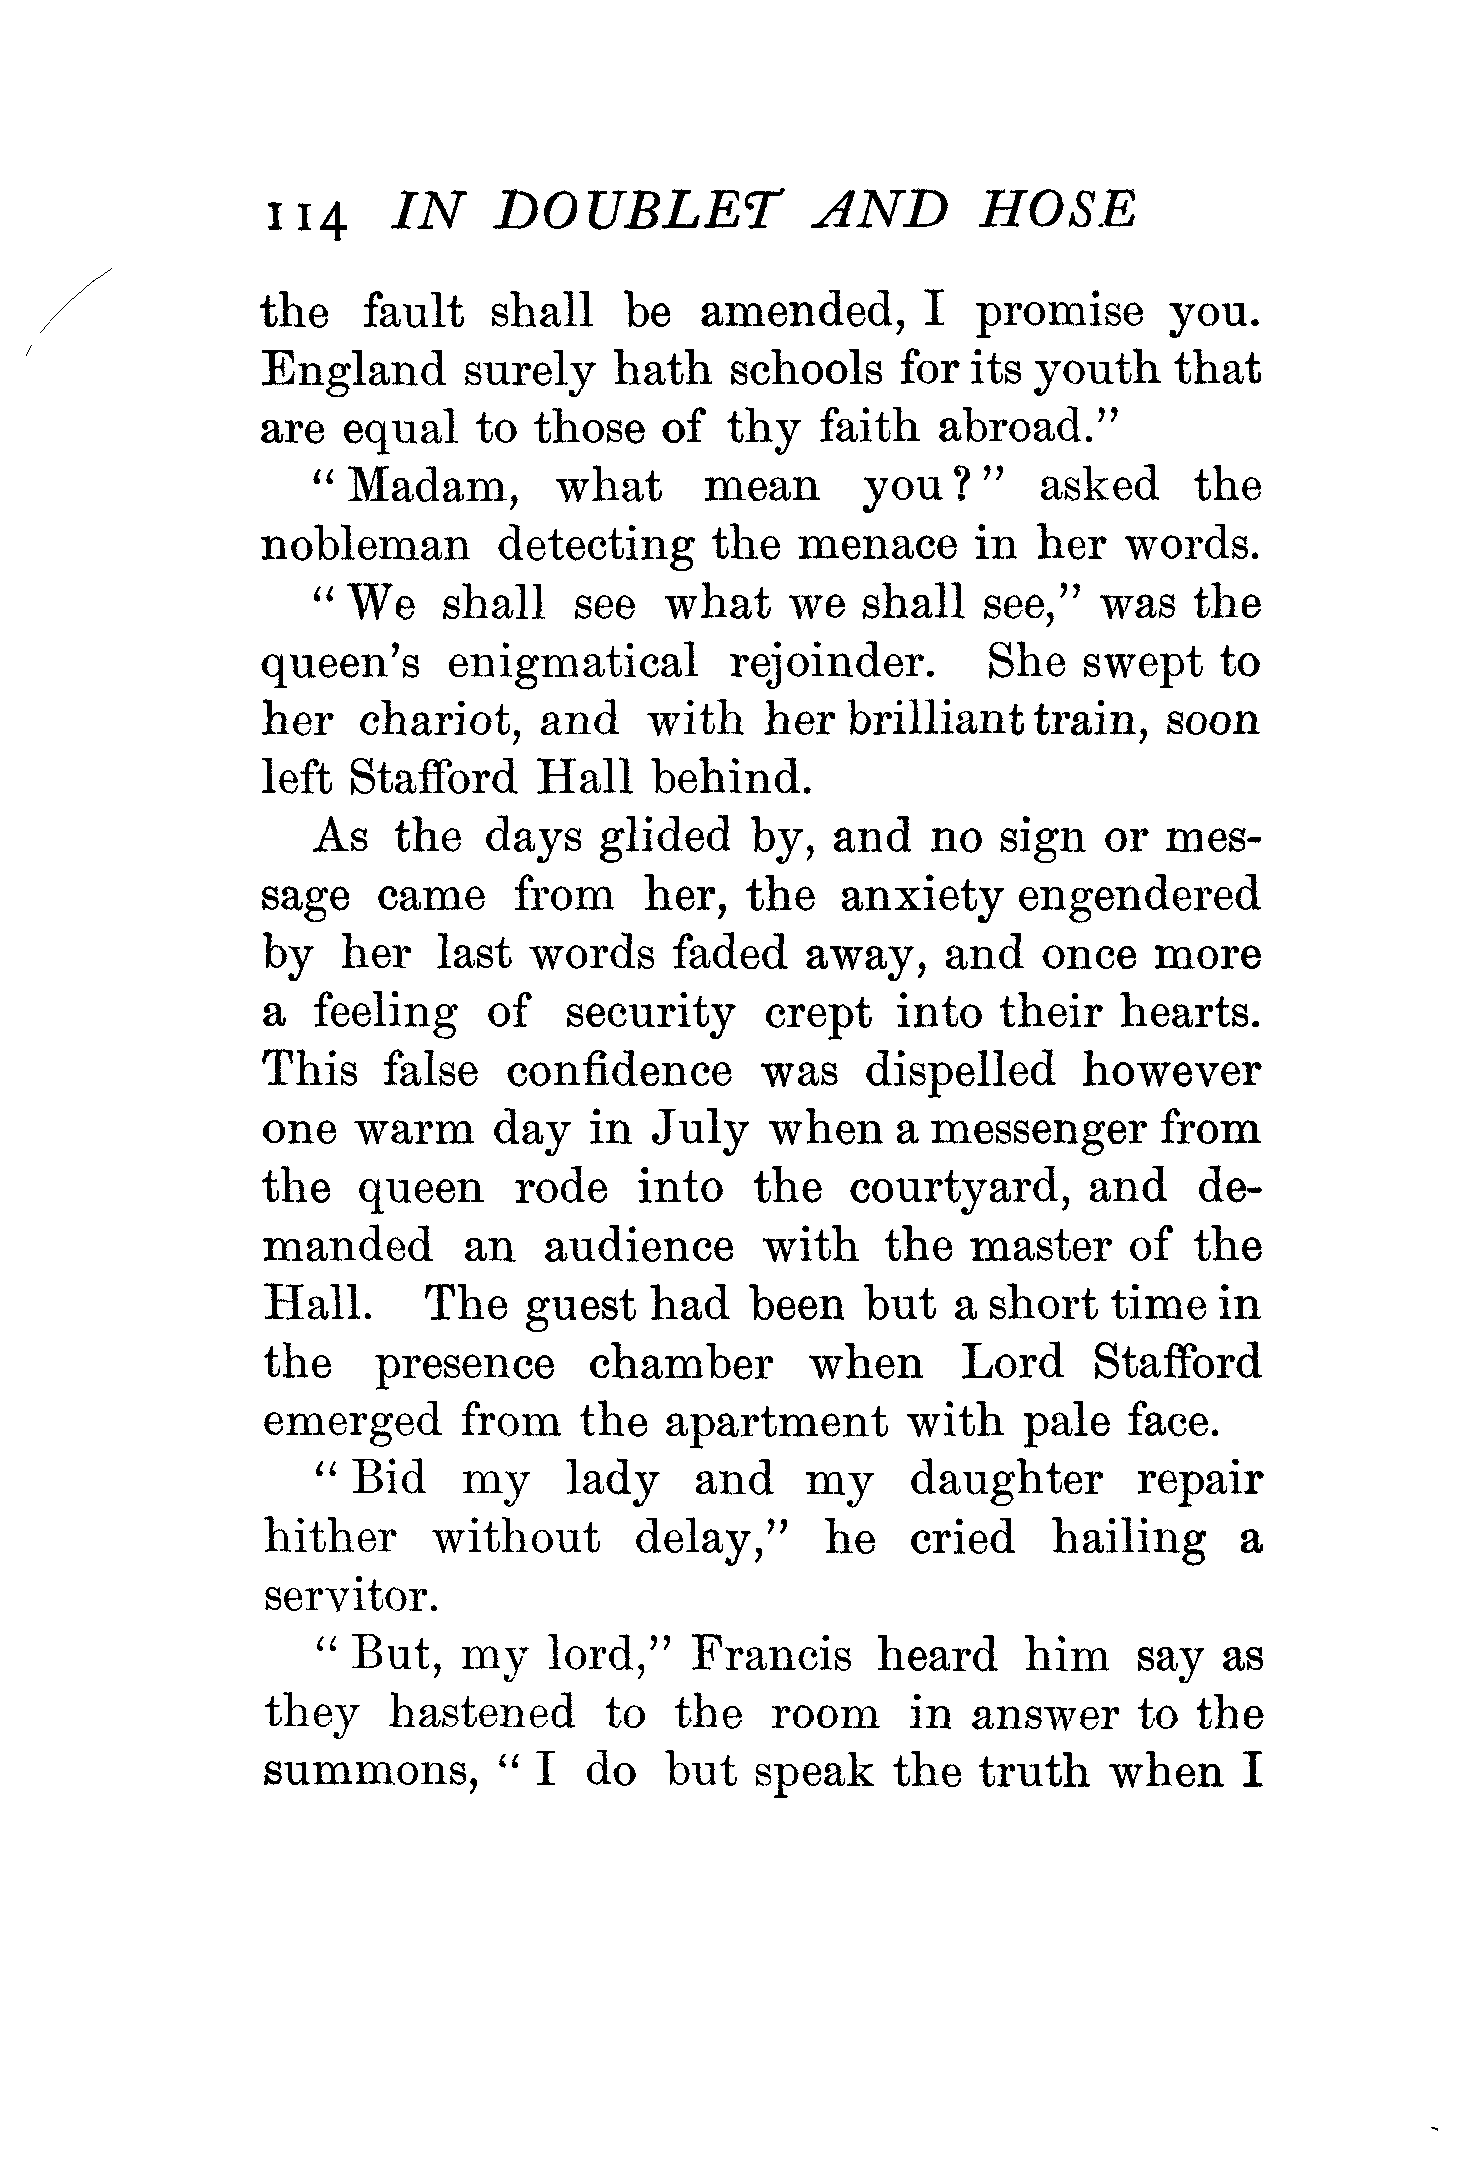 114 IN DOUBLET AND HOSE
the fault shall be amended, I promise you.
England surely hath schools for its youth that
are equal to those of thy faith abroad.”
“ Madam, what mean you ? ” asked the
nobleman detecting the menace in her words.
“ We shall see what we shall see,” was the
queen’s enigmatical rejoinder. She swept to
her chariot, and with her brilliant train, soon
left Stafford Hall behind.
As the days glided by, and no sign or mes-
sage came from her, the anxiety engendered
by her last words faded away, and once more
a feeling of security crept into their hearts.
This false confidence was dispelled however
one warm day in July when a messenger from
the queen rode into the courtyard, and de-
manded an audience with the master of the
Hall. The guest had been but a short time in
the presence chamber when Lord Stafford
emerged from the apartment with pale face.
“ Bid my lady and my daughter repair
hither without delay,” he cried hailing a
servitor.
“ But, my lord,” Francis heard him say as
they hastened to the room in answer to the
summons, “ I do but speak the truth when I